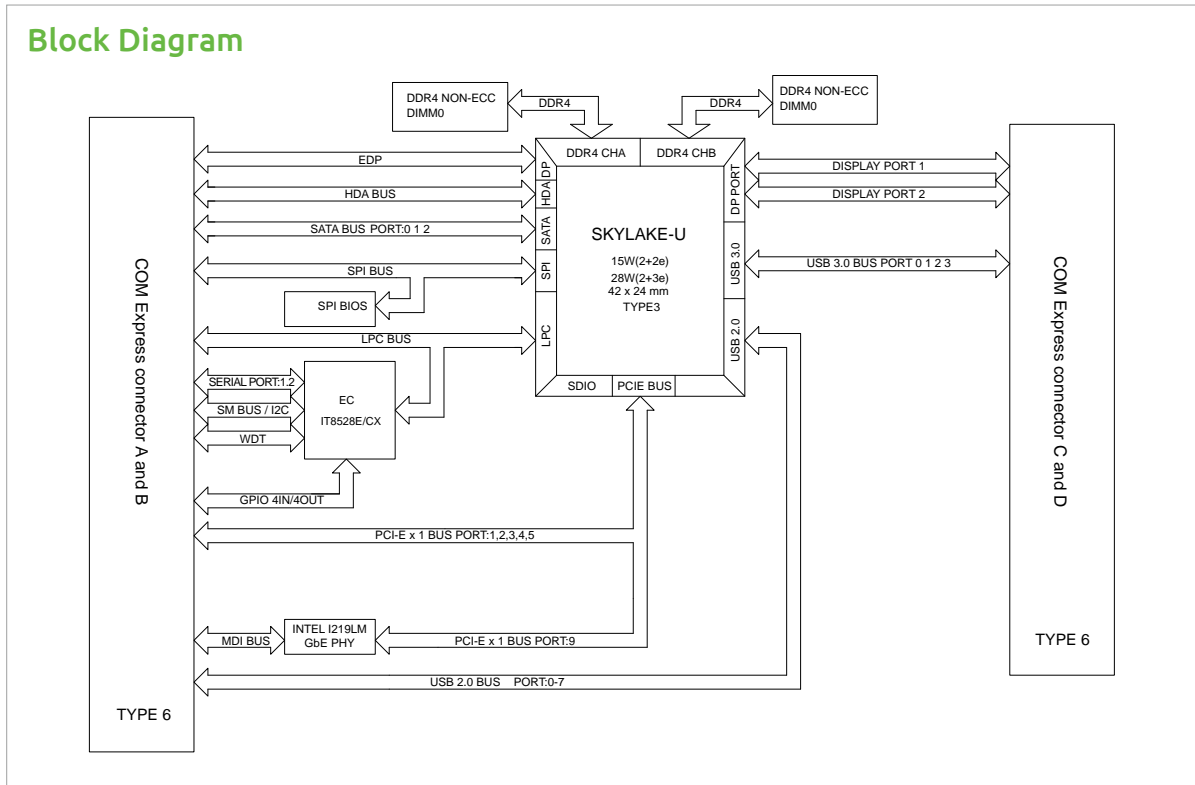 Block Diagram
DDR4 NON-ECC
DIMM0
DDR4
DDR4
DDR4 NON-ECC
DIMM0
DDR4 CHA
DDR4 CHB
COM Express connector A and B
TYPE 6
EDP
HDA BUS
SATA BUS PORT:0 1 2
SPI BUS
SPI BIOS
LPC BUS
SERIAL PORT:1.2
SM BUS / I2C
WDT
EC
IT8528E/CX
GPIO 4IN/4OUT
PCI-E x 1 BUS PORT:1,2,3,4,5
MDI BUS
INTEL I219LM
GbE PHY
PCI-E x 1 BUS PORT:9
USB 2.0 BUS PORT:0-7
DP
HDA
SATA
SPI
LPC
SKYLAKE-U
15W(2+2e)
28W(2+3e)
42 x 24 mm
TYPE3
SDIO
PCIE BUS
DP PORT
USB 3.0
USB 2.0
DISPLAY PORT 1
DISPLAY PORT 2
USB 3.0 BUS PORT 0 1 2 3
COM Express connector C and D
TYPE 6